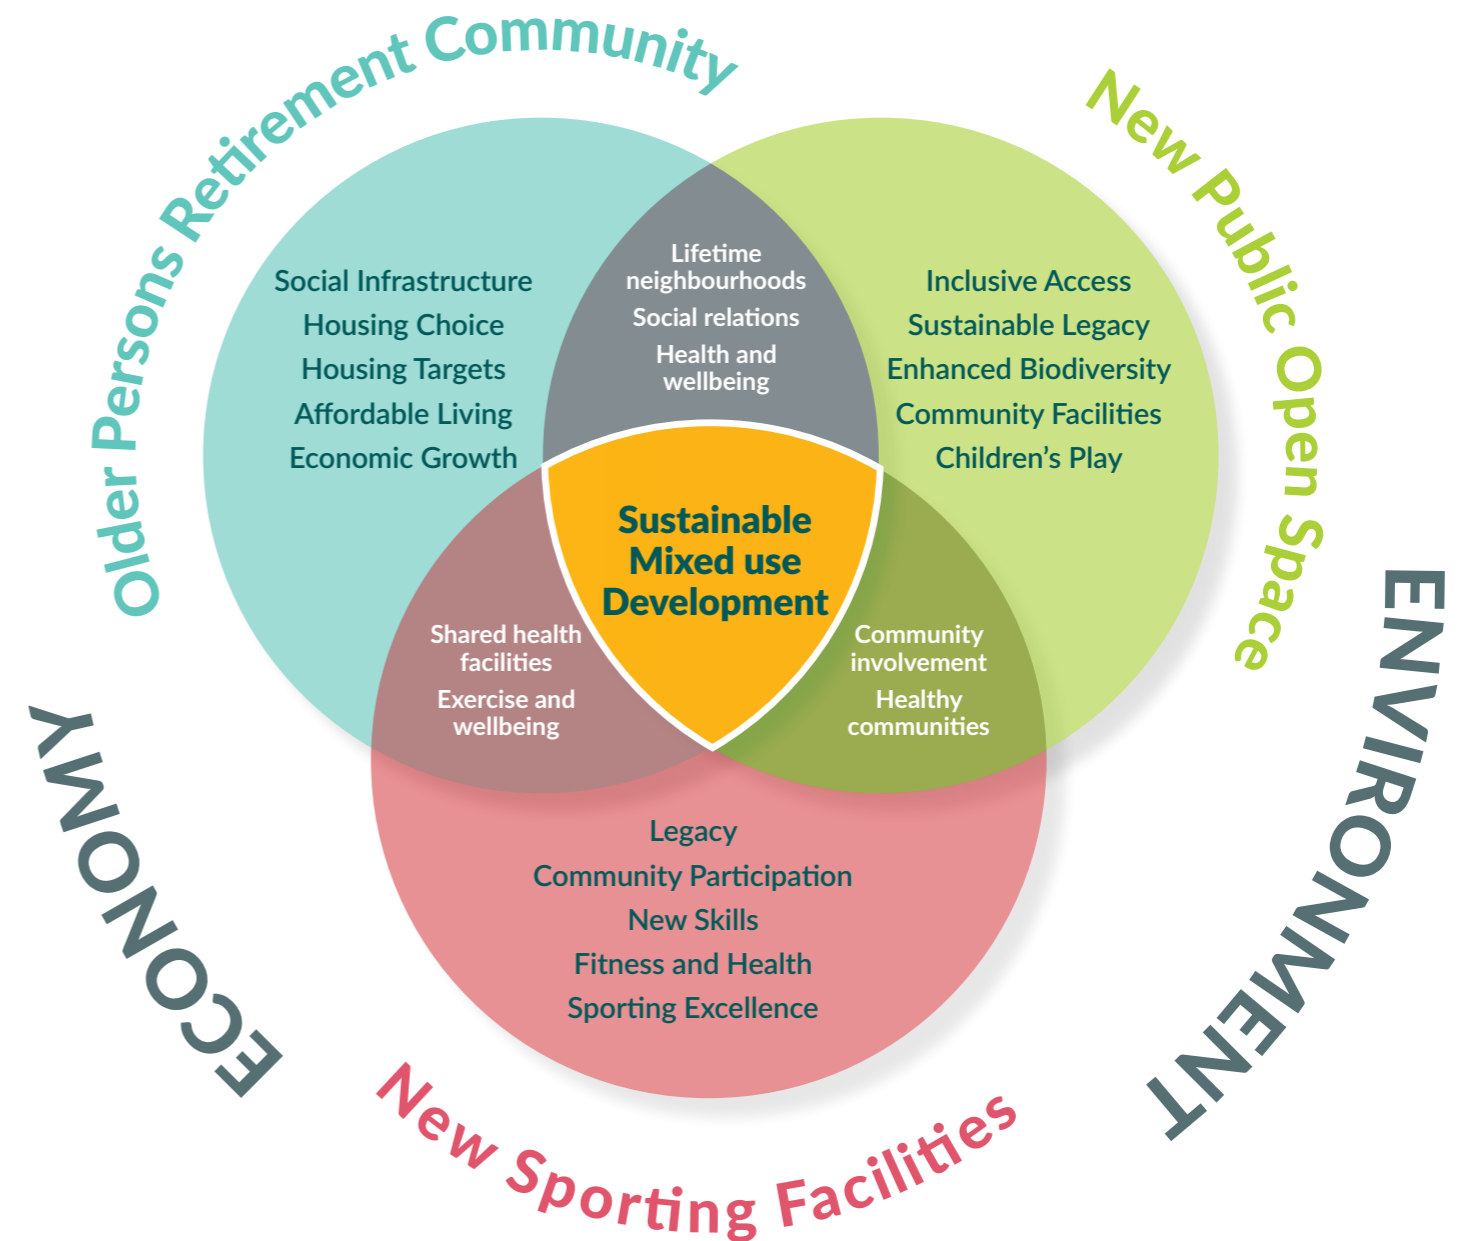 Older Persons Retirement Community
New Public Open Space
Social Infrastructure
Housing Choice
Housing Targets
Affordable Living
Economic Growth
Lifetime
neighbourhoods
Social relations
Health and
wellbeing
Inclusive Access
Sustainable Legacy
Enhanced Biodiversity
Community Facilities
Children's Play
Sustainable
Mixed use
Development
Shared health
facilities
Exercise and
wellbeing
Community
involvement
Healthy
communities
Legacy
Community Participation
New Skills
Fitness and Health
Sporting Excellence
ECONOMY
ENVIRONMENT
New Sporting Facilities